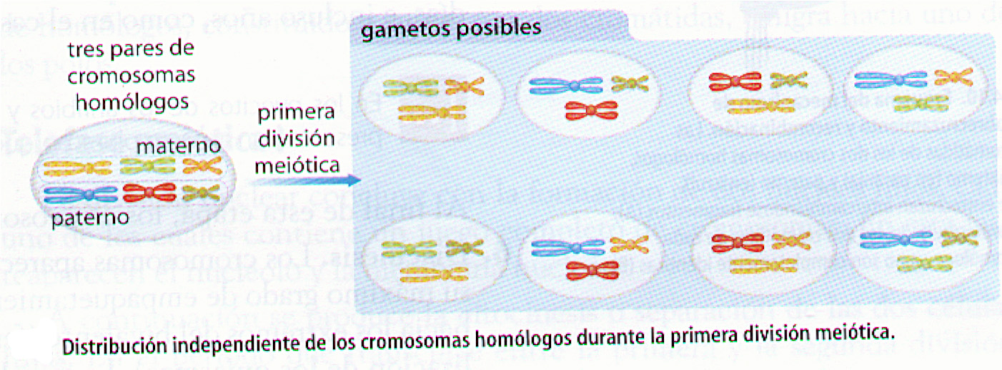 tres pares de
cromosomas
homólogos
materno
paterno
primera
división
meiótica
gametos posibles
Distribución independiente de los cromosomas homólogos durante la primera división meiótica.